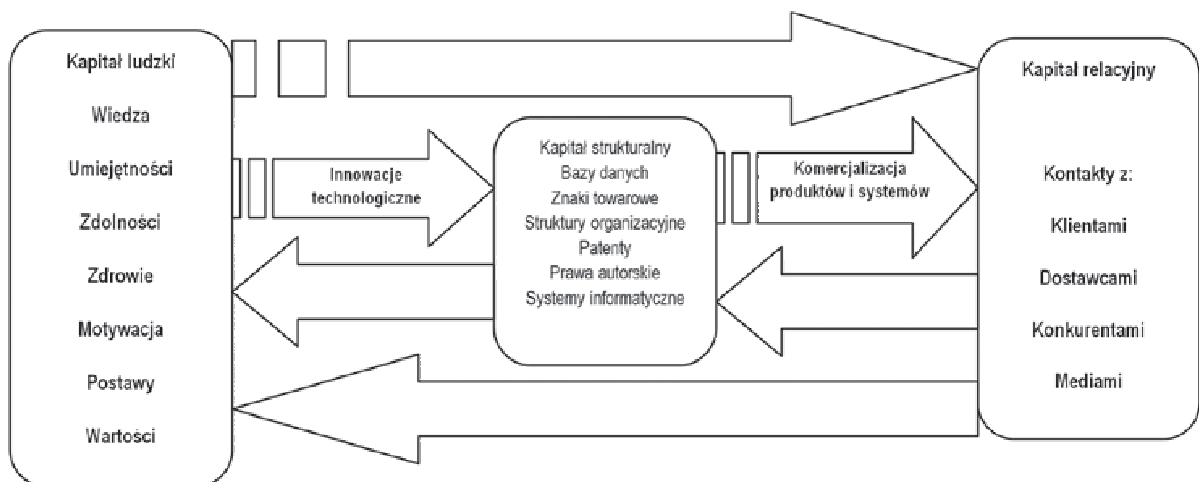 Kapitał ludzki
Wiedza
Umiejętności
Zdolności
Zdrowie
Motywacja
Postawy
Wartości
Innowacje
technologiczne
Kapitał strukturalny
Bazy danych
Znaki towarowe
Struktury organizacyjne
Patenty
Prawa autorskie
Systemy informatyczne
Komercjalizacja
produktów i systemów
Kapitał relacyjny
Kontakty z:
Klientami
Dostawcami
Konkurentami
Mediami